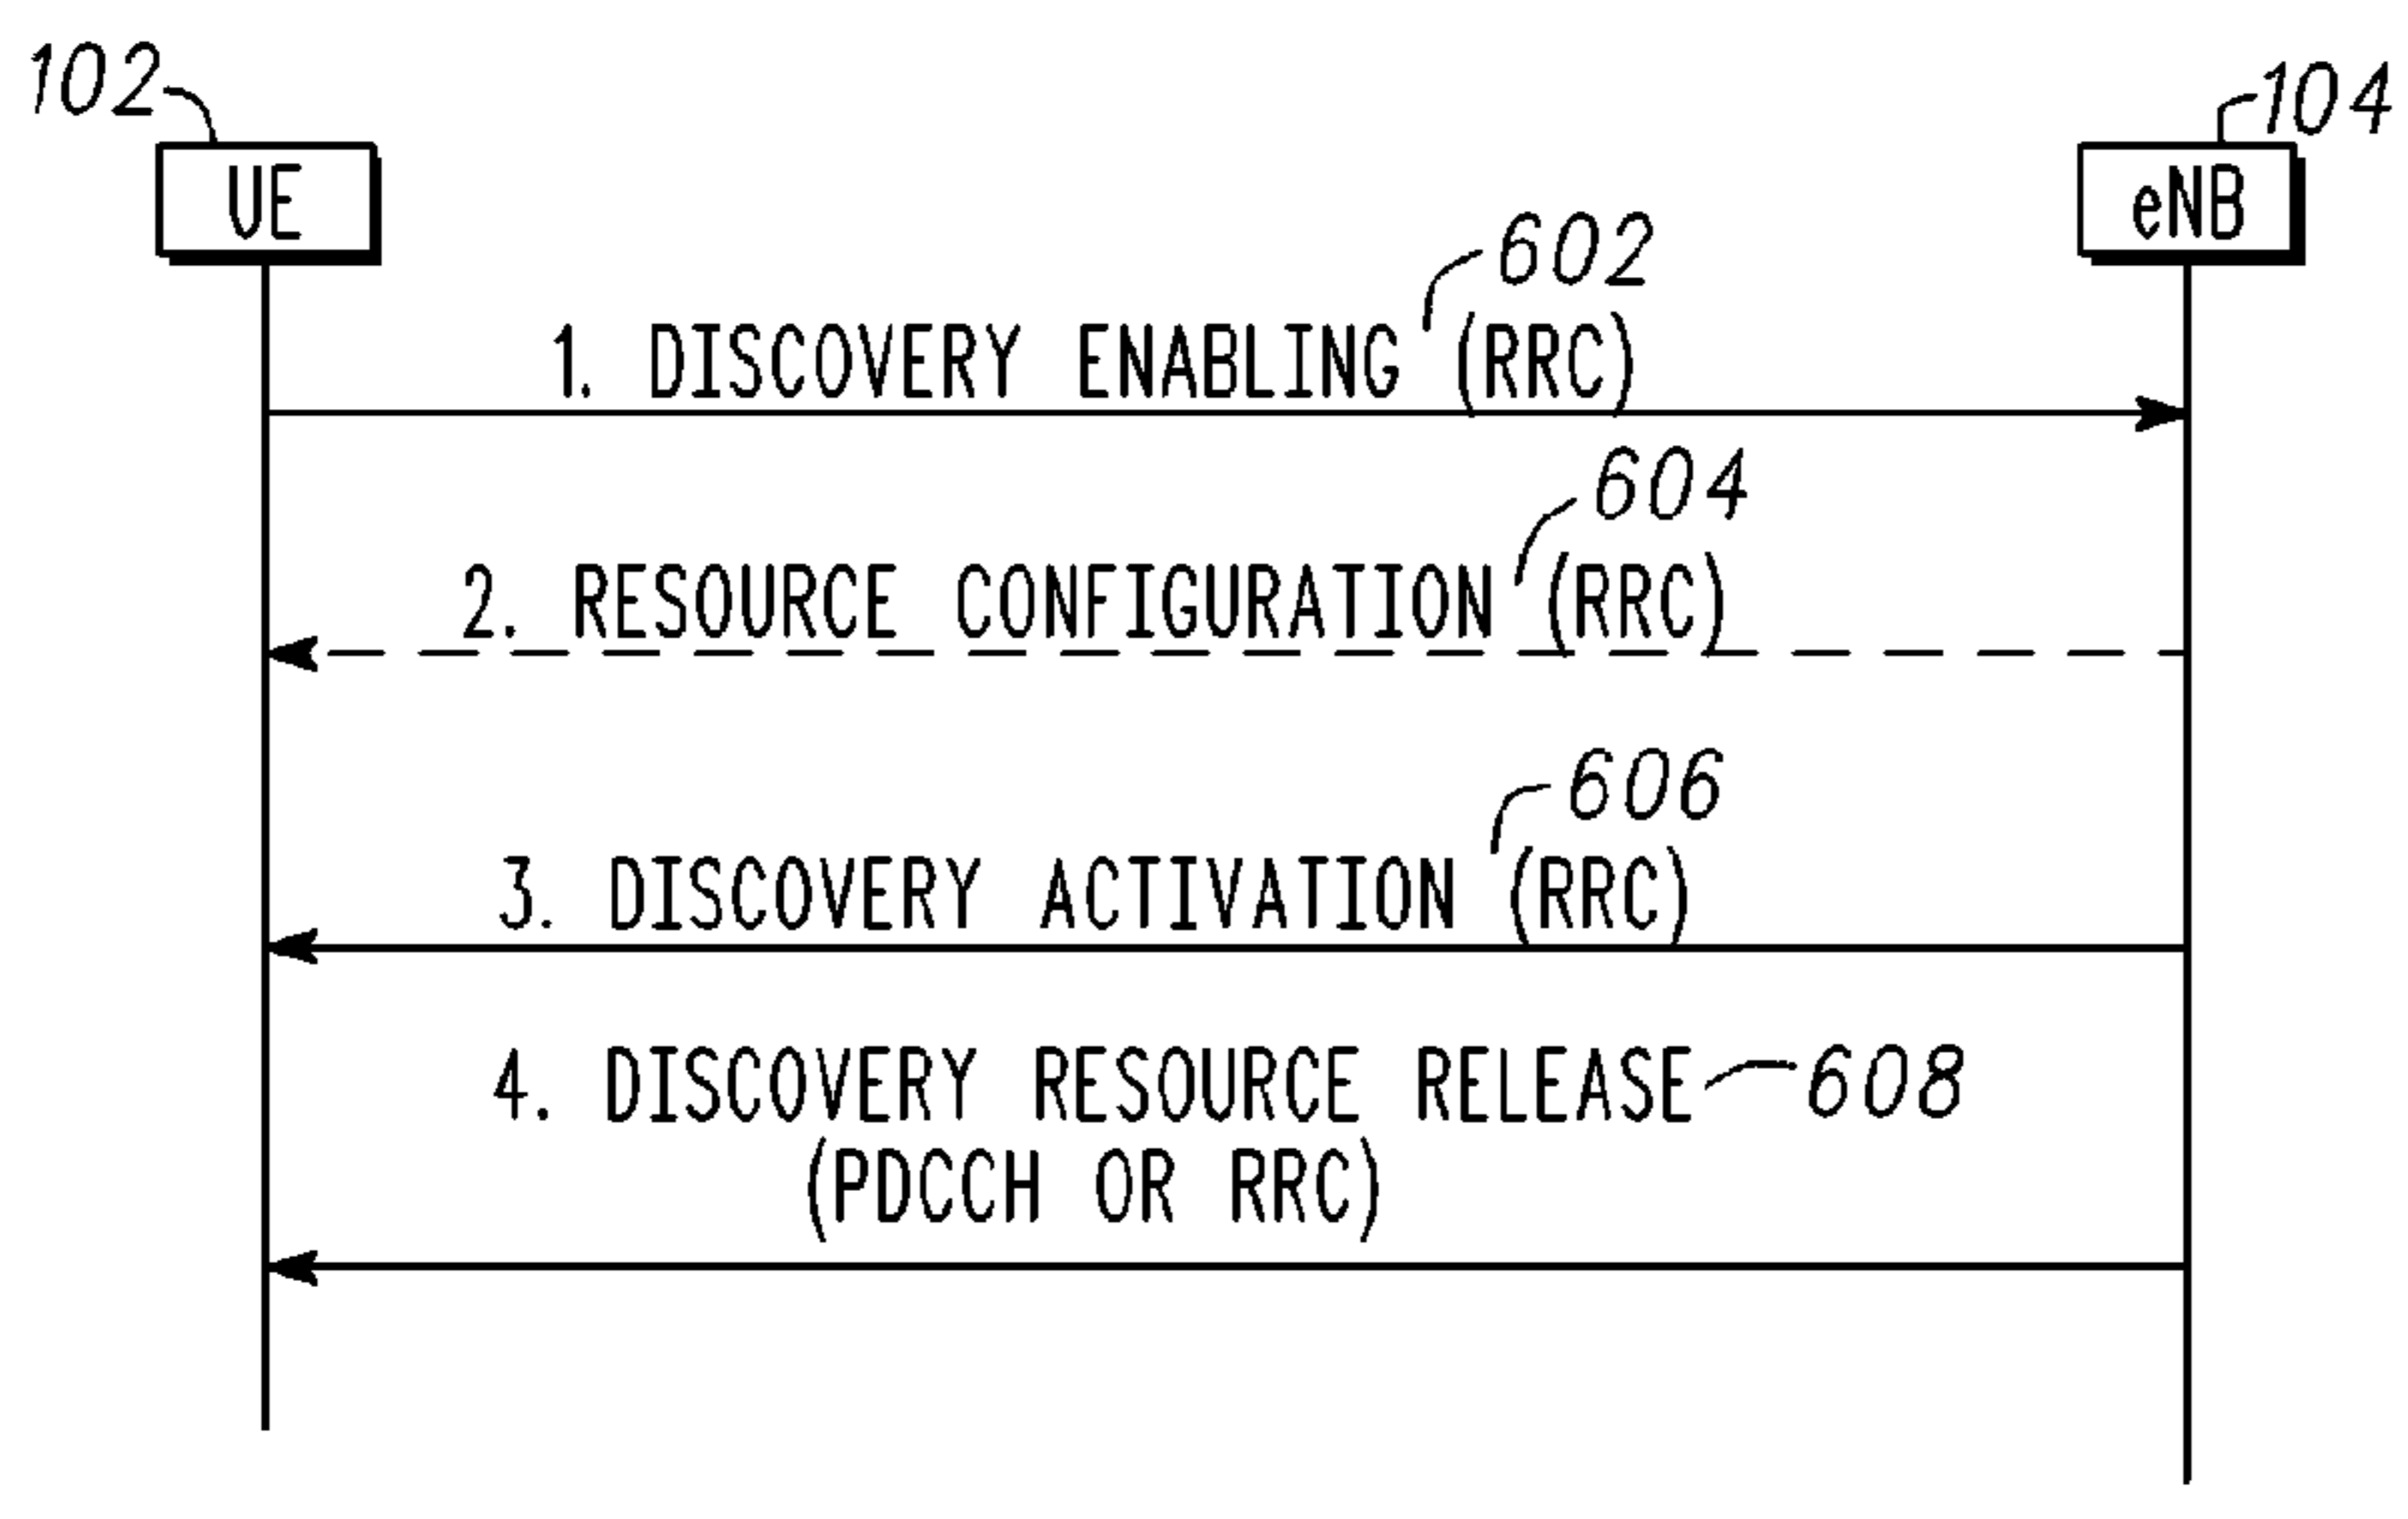 102
104
UE
eNB
602
1. DISCOVERY ENABLING (RRC)
604
2. RESOURCE CONFIGURATION (RRC)
606
3. DISCOVERY ACTIVATION (RRC)
4. DISCOVERY RESOURCE RELEASE 608
(PDCCH OR RRC)